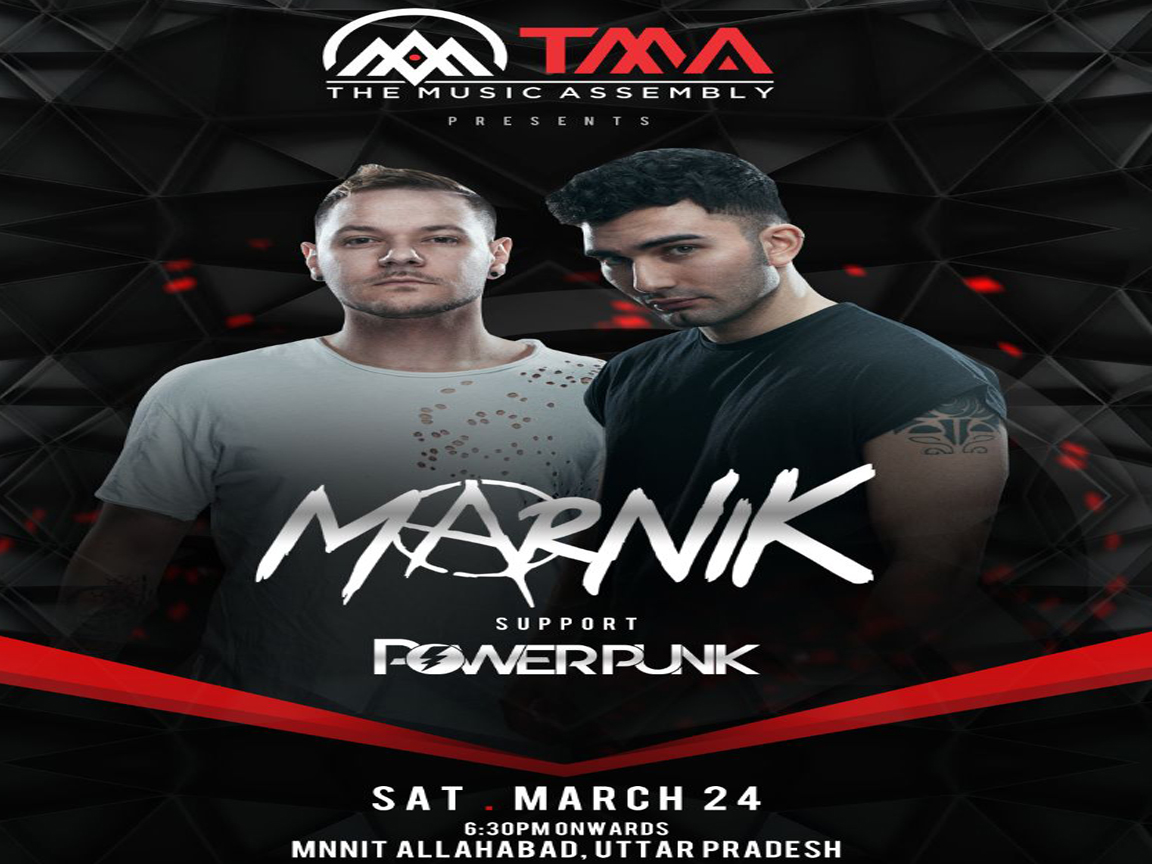 TMA
THE MUSIC ASSEMBLY
PRESENTS
MARNIK
SUPPORT
POWERPUNK
SAT . MARCH 24
6:30PM ONWARDS
MNNIT ALLAHABAD, UTTAR PRADESH